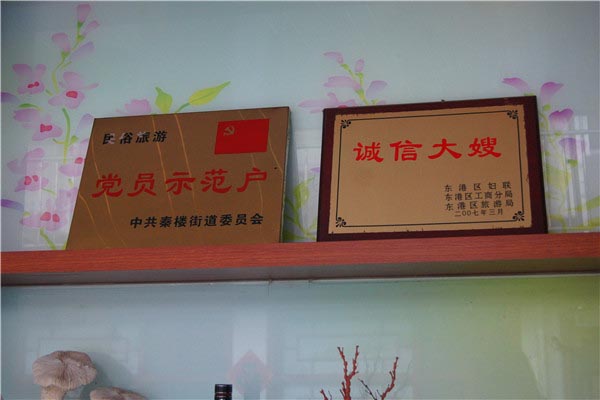 民俗旅游
党员示范户
中共秦楼街道委员会
诚信大嫂
东港区妇联
东港区工商分局
东港区旅游局
二00七年三月